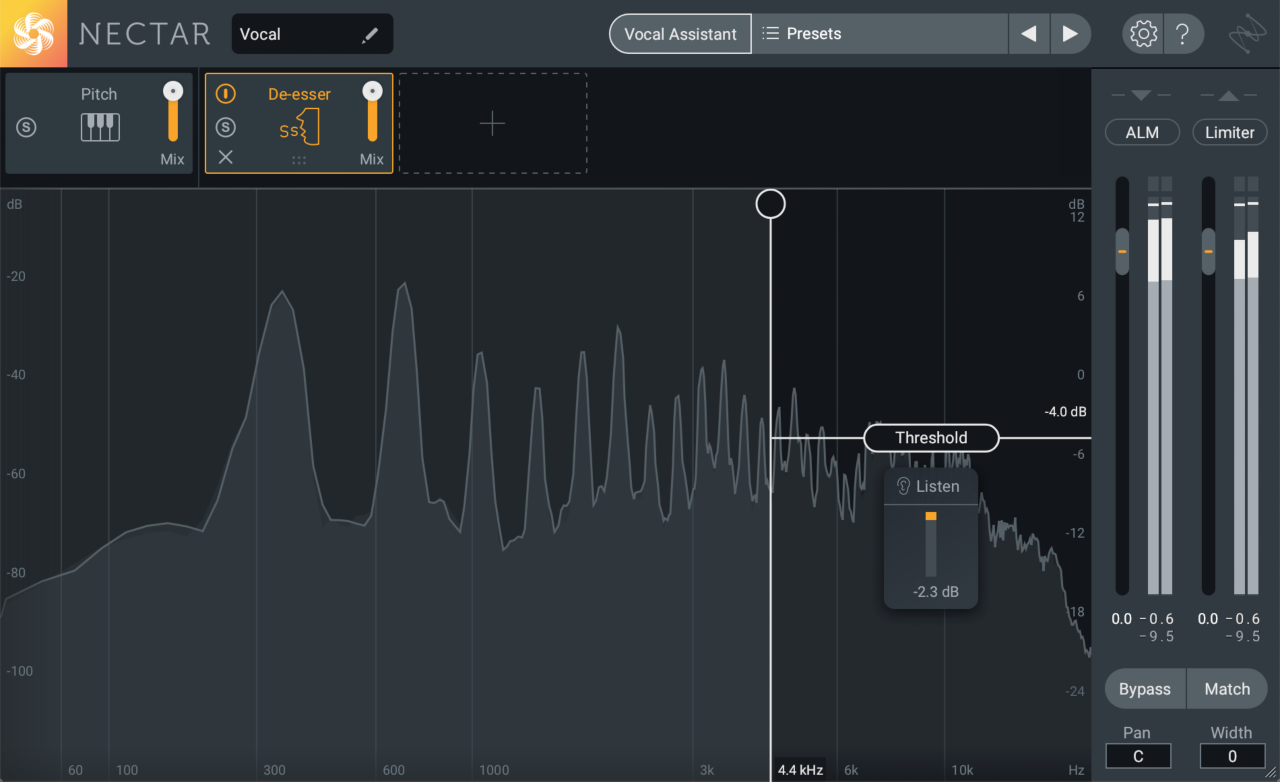 NECTAR
Vocal
Vocal Assistant
Presets
?
Pitch
S
Mix
De-esser
S
SS
Mix
ALM
Limiter
dB
-20
-40
-60
-80
-100
dB
12
6
0
-4.0 dB
-6
-12
-18
-24
Threshold
Listen
-2.3 dB
60
100
300
600
1000
3k
4.4 kHz
6k
10k
Hz
0.0 -0.6
-9.5
0.0 -0.6
-9.5
Bypass
Match
Pan
Width
C
0